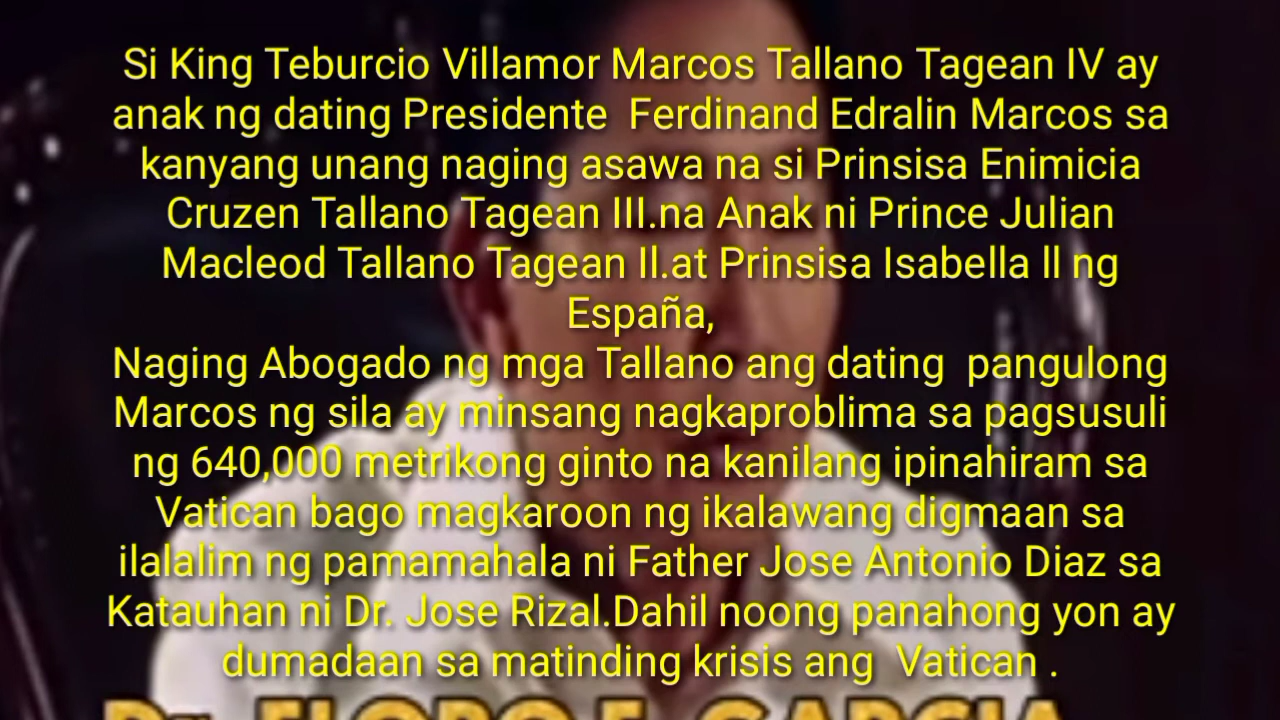 Si King Teburcio Villamor Marcos Tallano Tagean IV ay
anak ng dating Presidente  Ferdinand Edralin Marcos sa
kanyang unang naging asawa na si Prinsisa Enimicia
Cruzen Tallano Tagean III.na Anak ni Prince Julian
Macleod Tallano Tagean Il.at Prinsisa Isabella ll ng
España,
Naging Abogado ng mga Tallano ang dating  pangulong
Marcos ng sila ay minsang nagkaproblima sa pagsusuli
ng 640,000 metrikong ginto na kanilang ipinahiram sa
Vatican bago magkaroon ng ikalawang digmaan sa
ilalalim ng pamamahala ni Father Jose Antonio Diaz sa
Katauhan ni Dr. Jose Rizal.Dahil noong panahong yon ay
dumadaan sa matinding krisis ang  Vatican .
Dr. FLORO F. GARCIA